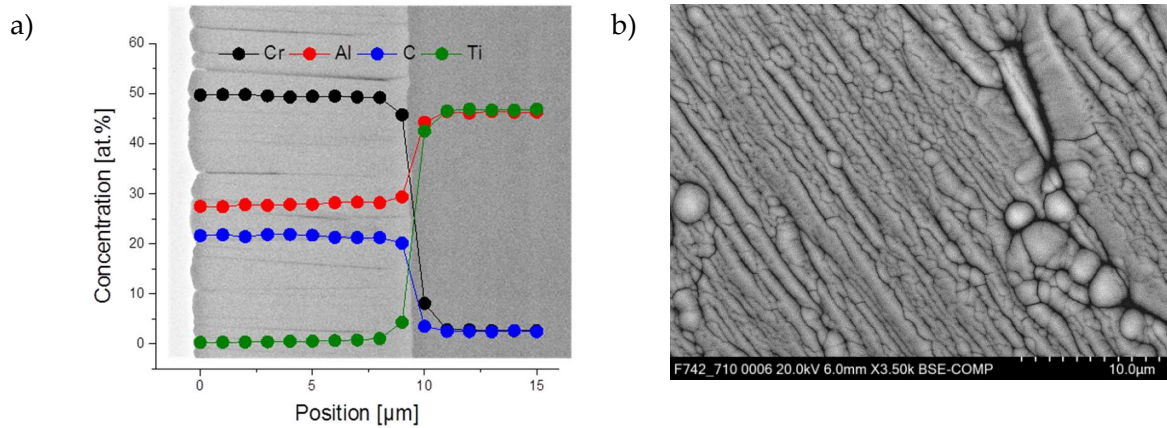 a)
b)
Concentration [at.%]
60
50
40
30
20
10
0
Cr Al C Ti
0 5 10 15
Position [μm]
F742_710 0006 20.0kV 6.0mm X3.50k BSE-COMP 10.0μm